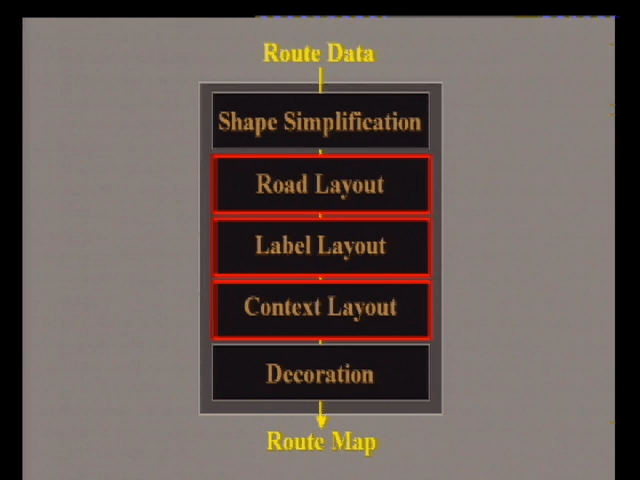 Route Data
Shape Simplification
Road Layout
Label Layout
Context Layout
Decoration
Route Map